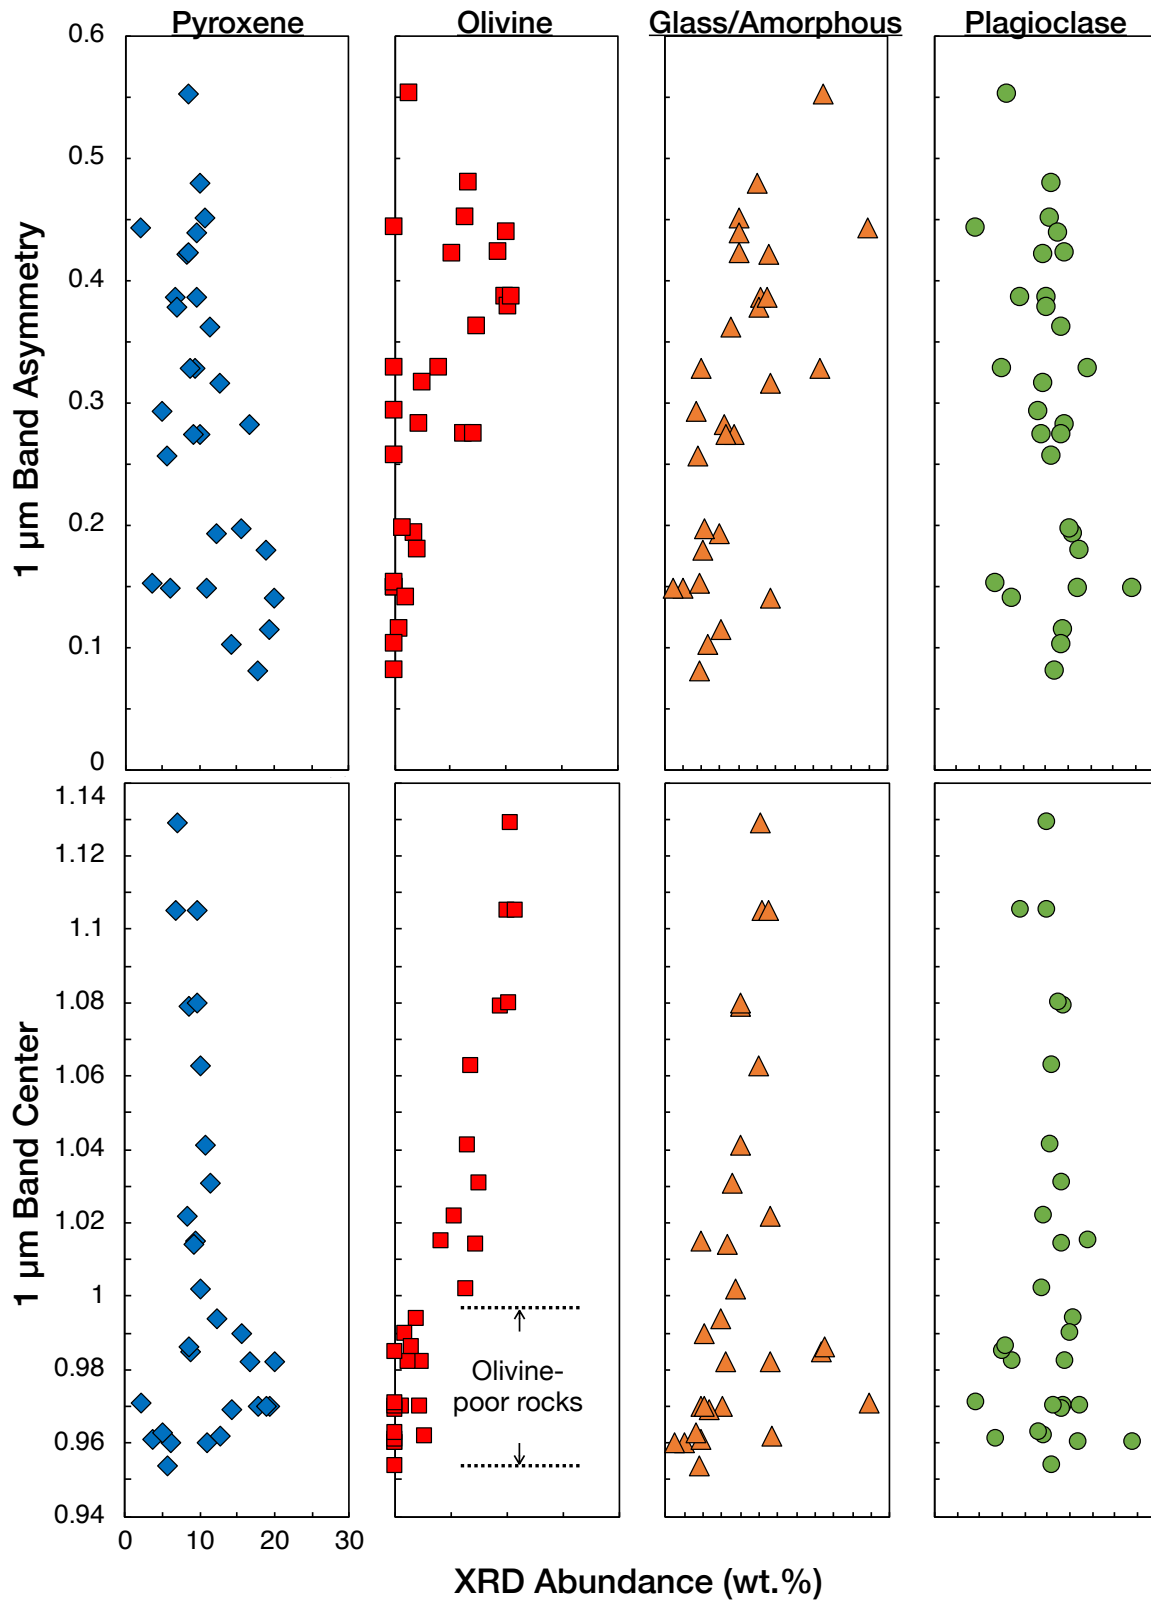 Pyroxene Olivine Glass/Amorphous Plagioclase
1 µm Band Asymmetry
0.6
0.5
0.4
0.3
0.2
0.1
0
1 µm Band Center
1.14
1.12
1.1
1.08
1.06
1.04
1.02
1
0.98
0.96
0.94
Olivine-
poor rocks
0 10 20 30
XRD Abundance (wt.%)